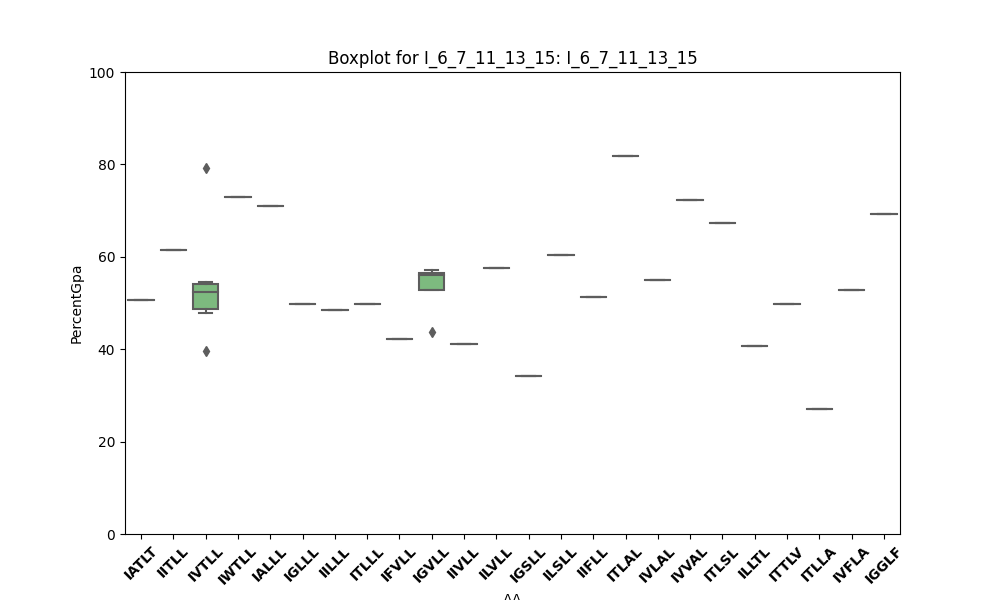 Boxplot for I_6_7_11_13_15: I_6_7_11_13_15
PercentGpa
100
80
60
40
20
0
IATLT
IITLL
IVTLL
IWTLL
IALLL
IGLLL
IILLL
ITLLL
IFVLL
IGVLL
IIVLL
ILVLL
IGSLL
ILSLL
IIFLL
ITLAL
IVLAL
IVVAL
ITLSL
ILLTL
ITTLV
ITLLA
IVFLA
IGGLF
AA